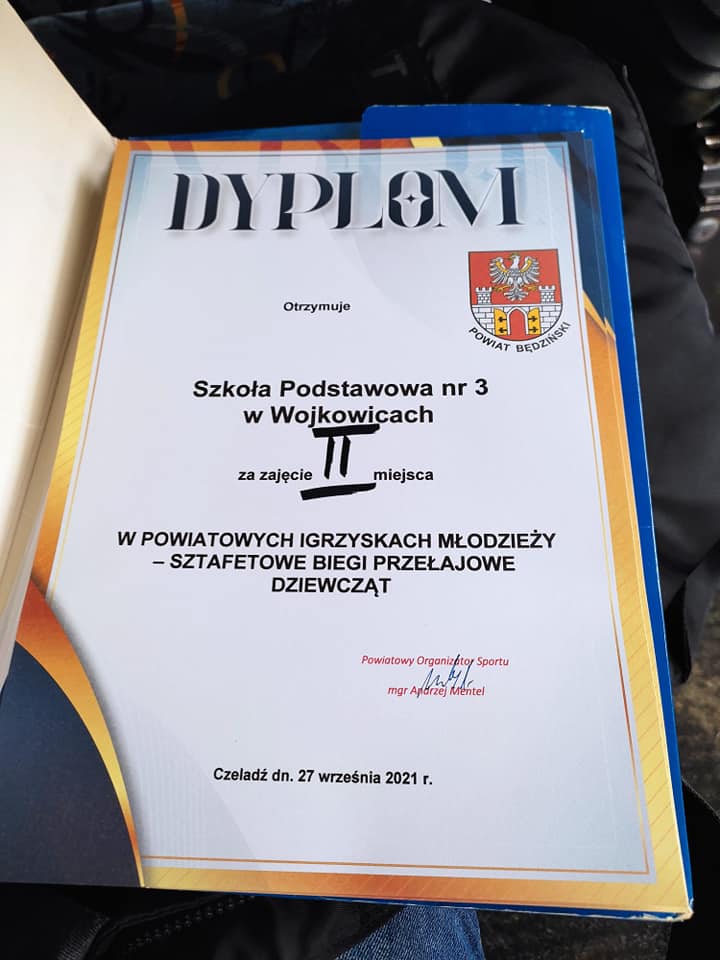 DYPLOM
Otrzymuje
POWIAT BĘDZIŃSKI
Szkoła Podstawowa nr 3
w Wojkowicach
za zajęcie II miejsca
W POWIATOWYCH IGRZYSKACH MŁODZIEŻY
– SZTAFETOWE BIEGI PRZEŁAJOWE
DZIEWCZĄT
Powiatowy Organizator Sportu
mgr Andrzej Mentel
Czeladź dn. 27 września 2021 r.